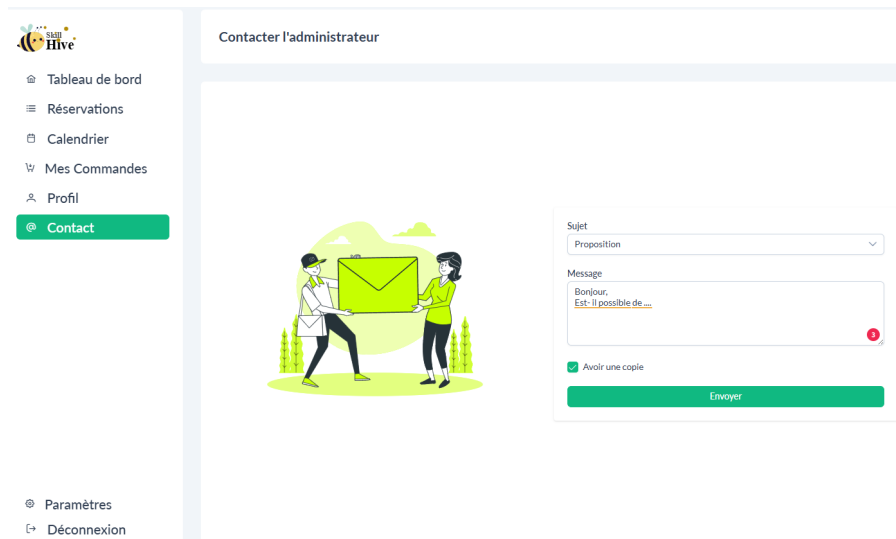 Skill
Hive
Contacter l'administrateur
Tableau de bord
Réservations
Calendrier
Mes Commandes
Profil
@ Contact
Sujet
Proposition
Message
Bonjour,
Est- il possible de ....
3
Avoir une copie
Envoyer
Paramètres
Déconnexion